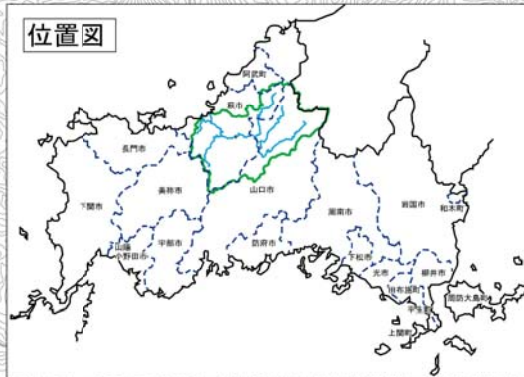 位置図
阿武町
萩市
長門市
美祢市
山口市
下関市
周南市
岩国市
和木町
山陽
小野田市
宇部市
防府市
下松市
光市
柳井市
田布施町
平生町
周防大島町
上関町